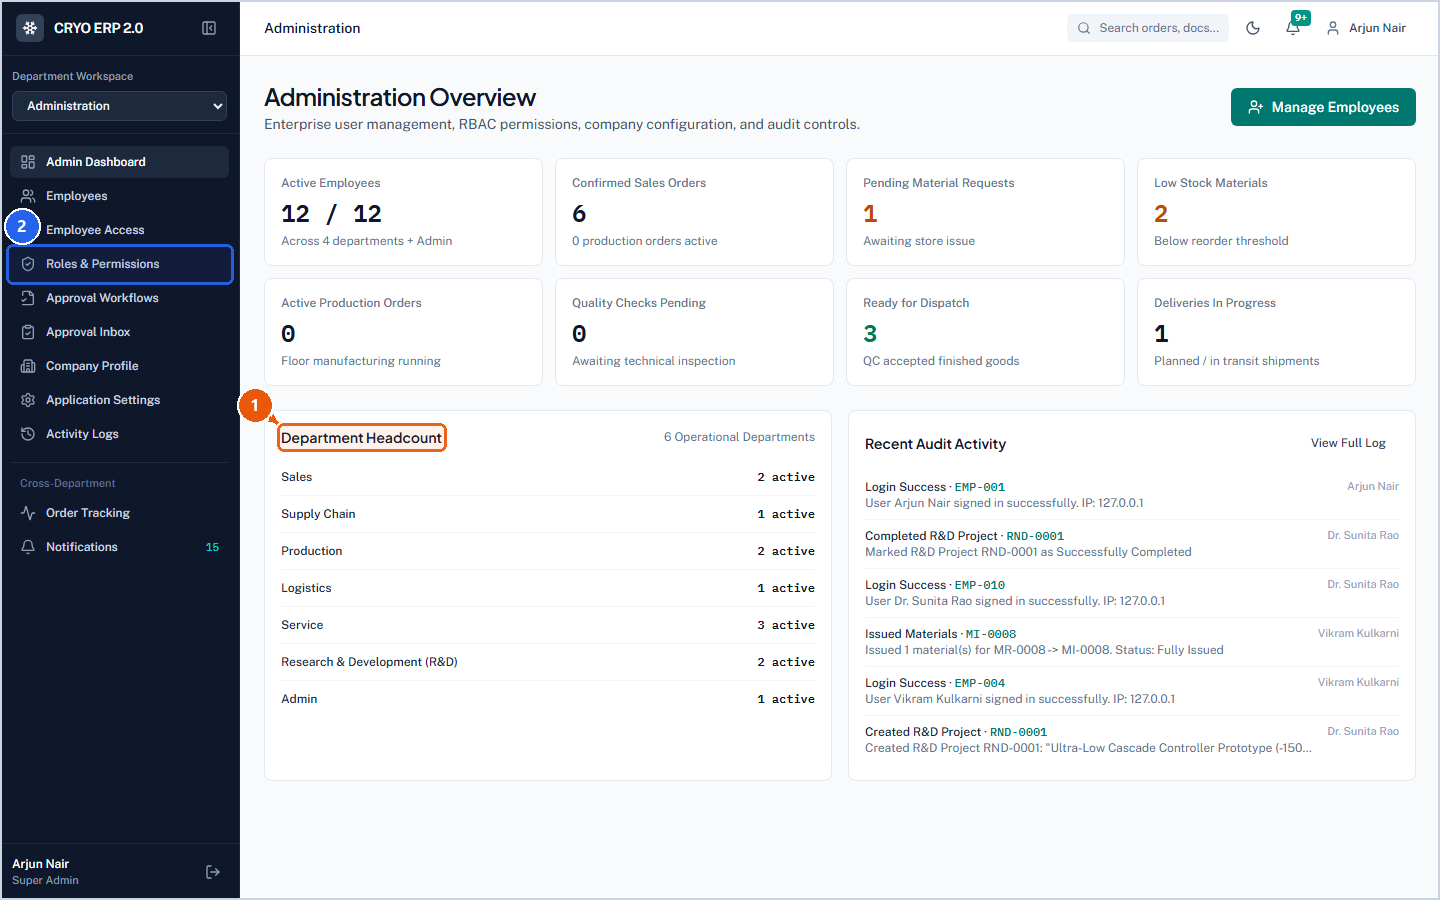 CRYO ERP 2.0
Department Workspace
Administration
Admin Dashboard
Employees
2
Employee Access
Roles & Permissions
Approval Workflows
Approval Inbox
Company Profile
Application Settings
Activity Logs
Cross-Department
Order Tracking
Notifications 15
Arjun Nair
Super Admin
Administration
Search orders, docs...
9+
Arjun Nair
Administration Overview
Enterprise user management, RBAC permissions, company configuration, and audit controls.
Manage Employees
Active Employees
12 / 12
Across 4 departments + Admin
Confirmed Sales Orders
6
0 production orders active
Pending Material Requests
1
Awaiting store issue
Low Stock Materials
2
Below reorder threshold
Active Production Orders
0
Floor manufacturing running
Quality Checks Pending
0
Awaiting technical inspection
Ready for Dispatch
3
QC accepted finished goods
Deliveries In Progress
1
Planned / in transit shipments
1
Department Headcount 6 Operational Departments
Sales 2 active
Supply Chain 1 active
Production 2 active
Logistics 1 active
Service 3 active
Research & Development (R&D) 2 active
Admin 1 active
Recent Audit Activity View Full Log
Login Success · EMP-001 Arjun Nair
User Arjun Nair signed in successfully. IP: 127.0.0.1
Completed R&D Project · RND-0001 Dr. Sunita Rao
Marked R&D Project RND-0001 as Successfully Completed
Login Success · EMP-010 Dr. Sunita Rao
User Dr. Sunita Rao signed in successfully. IP: 127.0.0.1
Issued Materials · MI-0008 Vikram Kulkarni
Issued 1 material(s) for MR-0008 -> MI-0008. Status: Fully Issued
Login Success · EMP-004 Vikram Kulkarni
User Vikram Kulkarni signed in successfully. IP: 127.0.0.1
Created R&D Project · RND-0001 Dr. Sunita Rao
Created R&D Project RND-0001: "Ultra-Low Cascade Controller Prototype (-150...